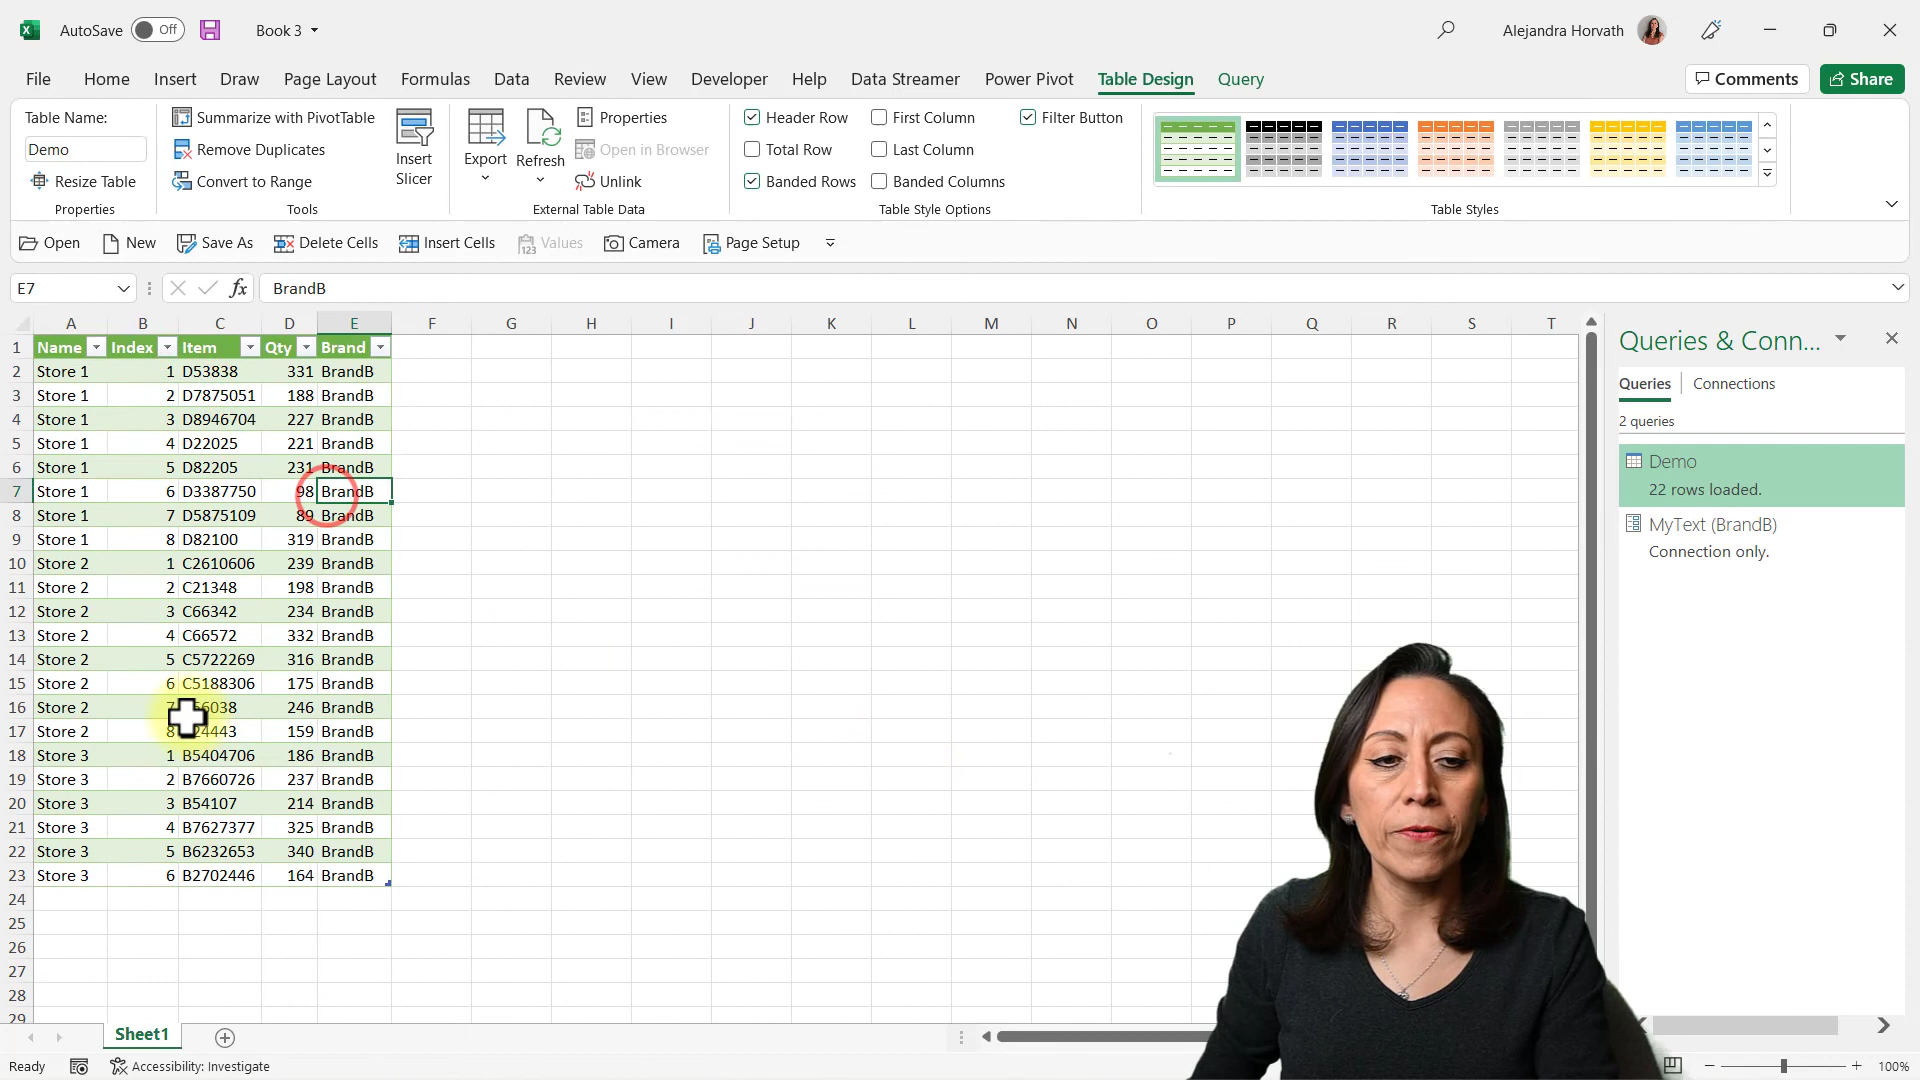 AutoSave Off Book 3 Alejandra Horvath
File Home Insert Draw Page Layout Formulas Data Review View Developer Help Data Streamer Power Pivot Table Design Query Comments Share
Table Name:
Demo
Resize Table
Properties
Summarize with PivotTable
Remove Duplicates
Convert to Range
Tools
Insert Slicer
Export
Refresh
Properties
Open in Browser
Unlink
External Table Data
Header Row First Column Filter Button
Total Row Last Column
Banded Rows Banded Columns
Table Style Options
Table Styles
Open New Save As Delete Cells Insert Cells Values Camera Page Setup
E7 fx BrandB
A B C D E F G H I J K L M N O P Q R S T
1 Name Index Item Qty Brand
2 Store 1 1 D53838 331 BrandB
3 Store 1 2 D7875051 188 BrandB
4 Store 1 3 D8946704 227 BrandB
5 Store 1 4 D22025 221 BrandB
6 Store 1 5 D82205 231 BrandB
7 Store 1 6 D3387750 98 BrandB
8 Store 1 7 D5875109 89 BrandB
9 Store 1 8 D82100 319 BrandB
10 Store 2 1 C2610606 239 BrandB
11 Store 2 2 C21348 198 BrandB
12 Store 2 3 C66342 234 BrandB
13 Store 2 4 C66572 332 BrandB
14 Store 2 5 C5722269 316 BrandB
15 Store 2 6 C5188306 175 BrandB
16 Store 2 246 BrandB
17 Store 2 8 159 BrandB
18 Store 3 1 B5404706 186 BrandB
19 Store 3 2 B7660726 237 BrandB
20 Store 3 3 B54107 214 BrandB
21 Store 3 4 B7627377 325 BrandB
22 Store 3 5 B6232653 340 BrandB
23 Store 3 6 B2702446 164 BrandB
24
25
26
27
28
29
Queries & Conn...
Queries Connections
2 queries
Demo
22 rows loaded.
MyText (BrandB)
Connection only.
Sheet1
Ready Accessibility: Investigate 100%